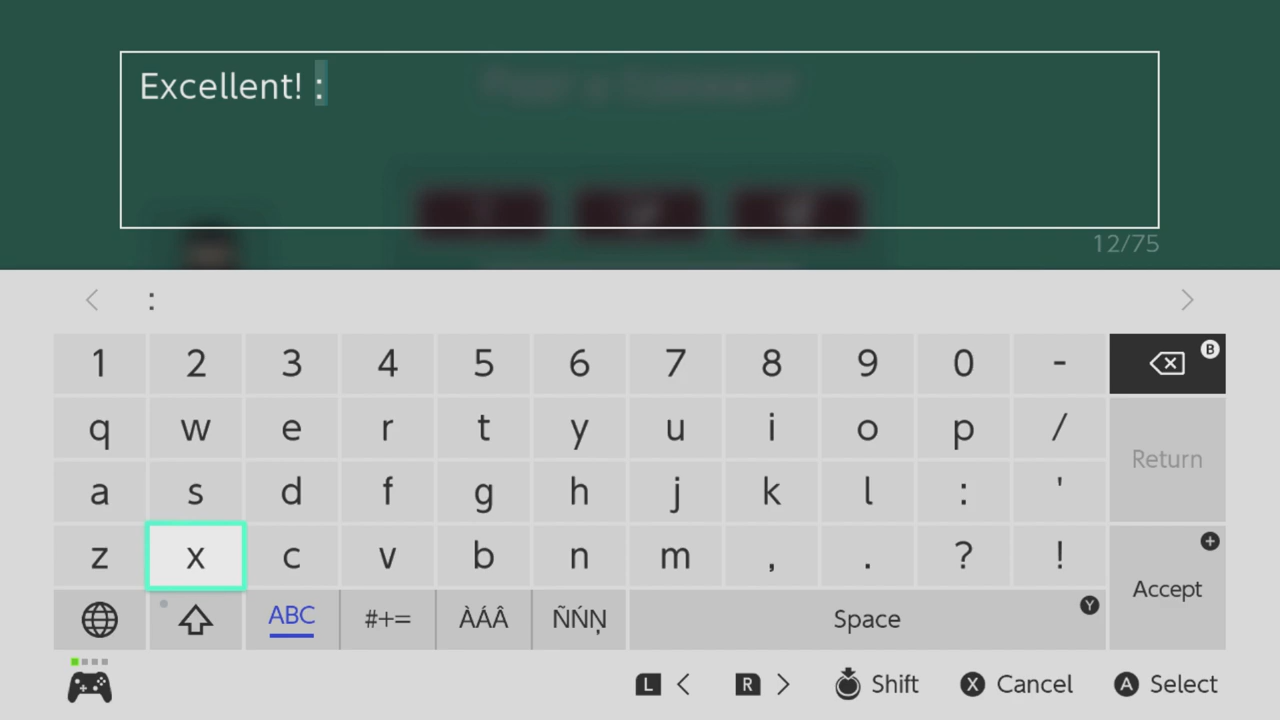 Excellent! :
12/75
:
1 2 3 4 5 6 7 8 9 0 - B
q w e r t y u i o p / Return
a s d f g h j k l : '
z x c v b n m , . ? ! +
Accept
ABC #+= ÀÁÂ ÑŃŅ Space Y
L R Shift X Cancel A Select